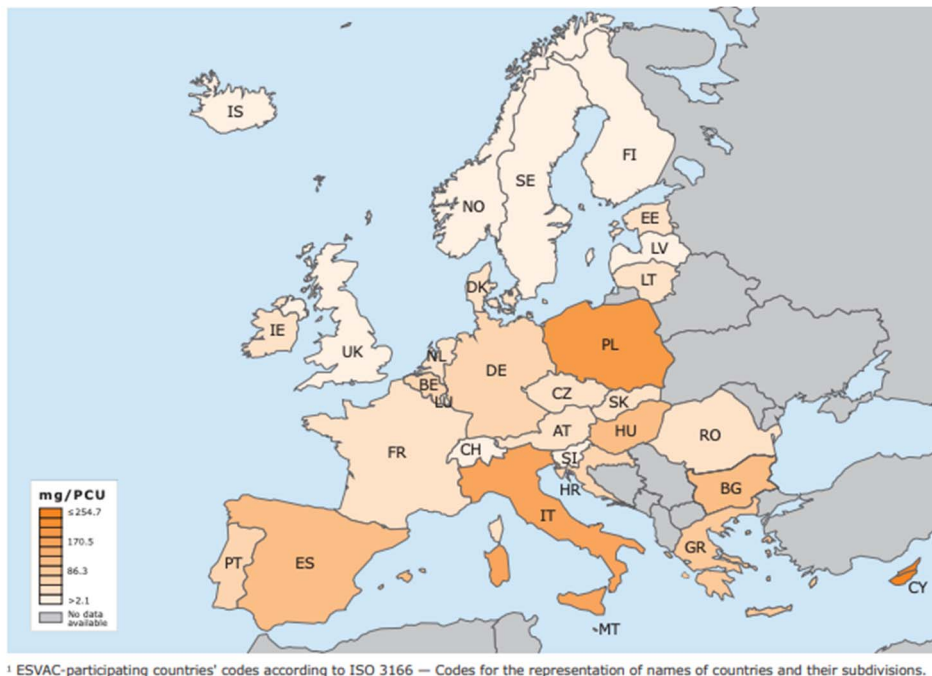 IS
FI
SE
NO
EE
LV
LT
DK
IE
UK
NL
PL
DE
BE
LU
CZ
SK
AT
HU
RO
FR
CH
SI
HR
BG
IT
PT
ES
GR
CY
MT
mg/PCU
≤254.7
170.5
86.3
>2.1
No data
available
¹ ESVAC-participating countries' codes according to ISO 3166 — Codes for the representation of names of countries and their subdivisions.